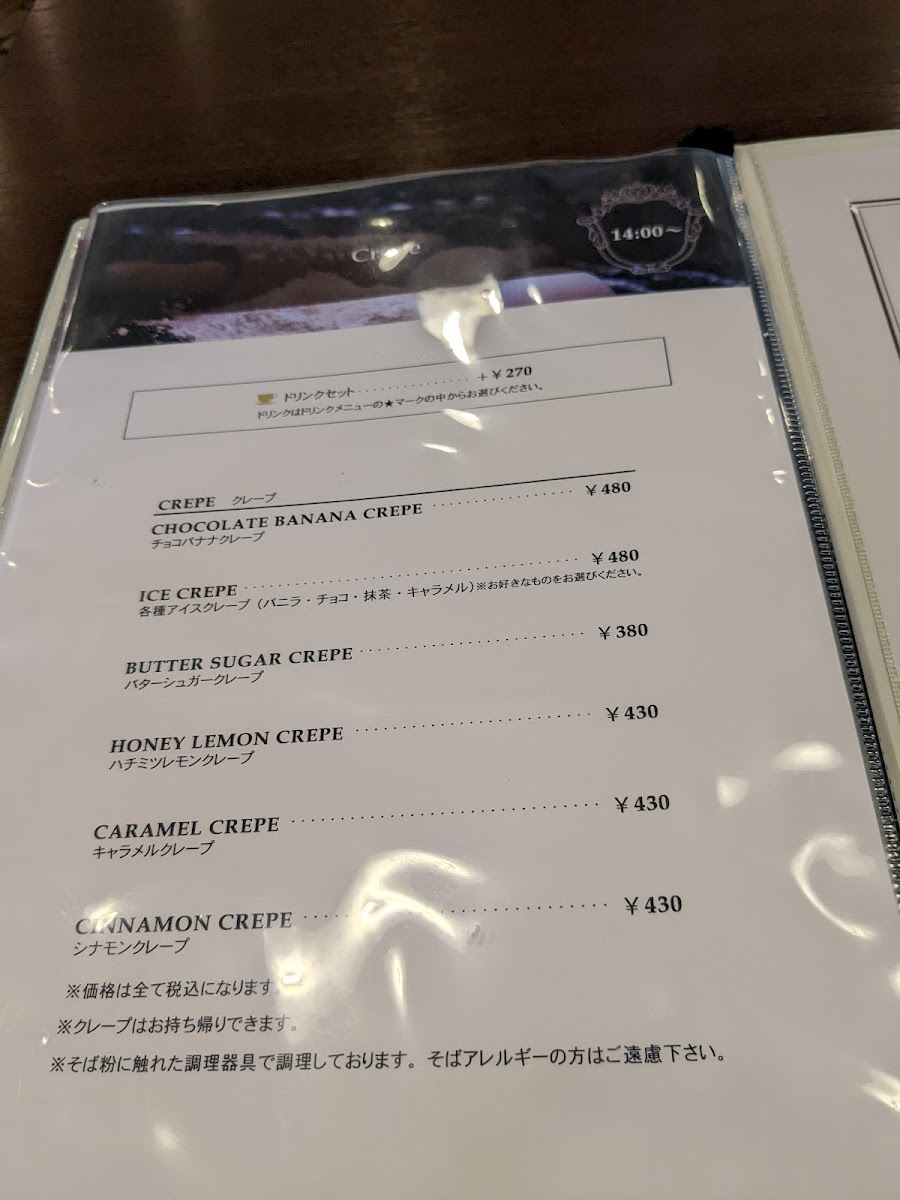 Crepe
14:00～
ドリンクセット ................ ＋￥270
ドリンクはドリンクメニューの★マークの中からお選びください。
CREPE クレープ
CHOCOLATE BANANA CREPE ................ ￥480
チョコバナナクレープ
ICE CREPE ................ ￥480
各種アイスクレープ（バニラ・チョコ・抹茶・キャラメル）※お好きなものをお選びください。
BUTTER SUGAR CREPE ................ ￥380
バターシュガークレープ
HONEY LEMON CREPE ................ ￥430
ハチミツレモンクレープ
CARAMEL CREPE ................ ￥430
キャラメルクレープ
CINNAMON CREPE ................ ￥430
シナモンクレープ
※価格は全て税込になります。
※クレープはお持ち帰りできます。
※そば粉に触れた調理器具で調理しております。そばアレルギーの方はご遠慮下さい。